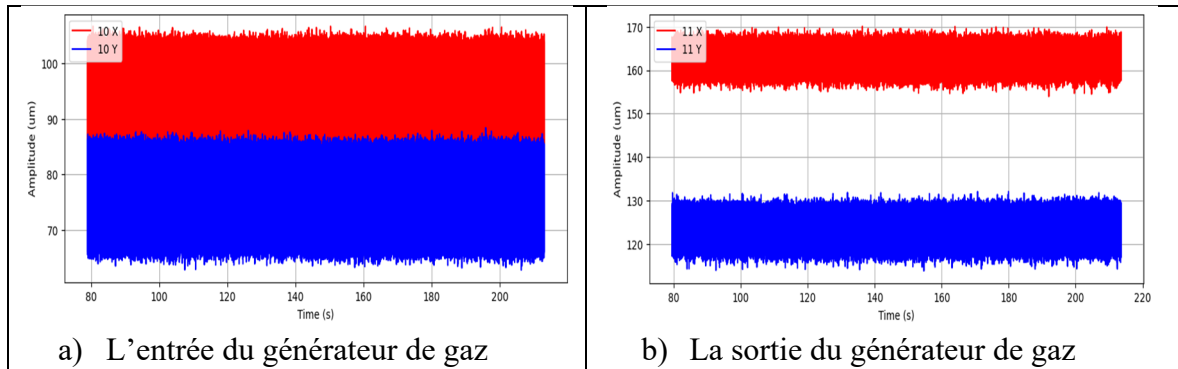 10 X
10 Y
Amplitude (um)
100
90
80
70
80 100 120 140 160 180 200
Time (s)
a) L'entrée du générateur de gaz
11 X
11 Y
Amplitude (um)
170
160
150
140
130
120
80 100 120 140 160 180 200 220
Time (s)
b) La sortie du générateur de gaz